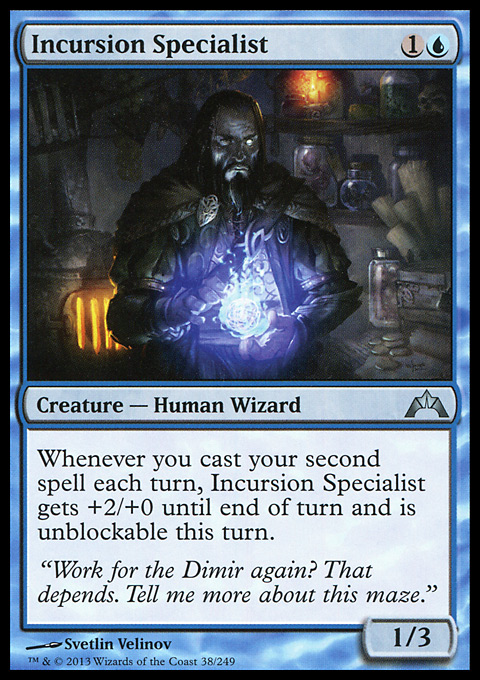 Incursion Specialist 1
Creature — Human Wizard
Whenever you cast your second
spell each turn, Incursion Specialist
gets +2/+0 until end of turn and is
unblockable this turn.
“Work for the Dimir again? That
depends. Tell me more about this maze.”
1/3
Svetlin Velinov
™ & © 2013 Wizards of the Coast 38/249